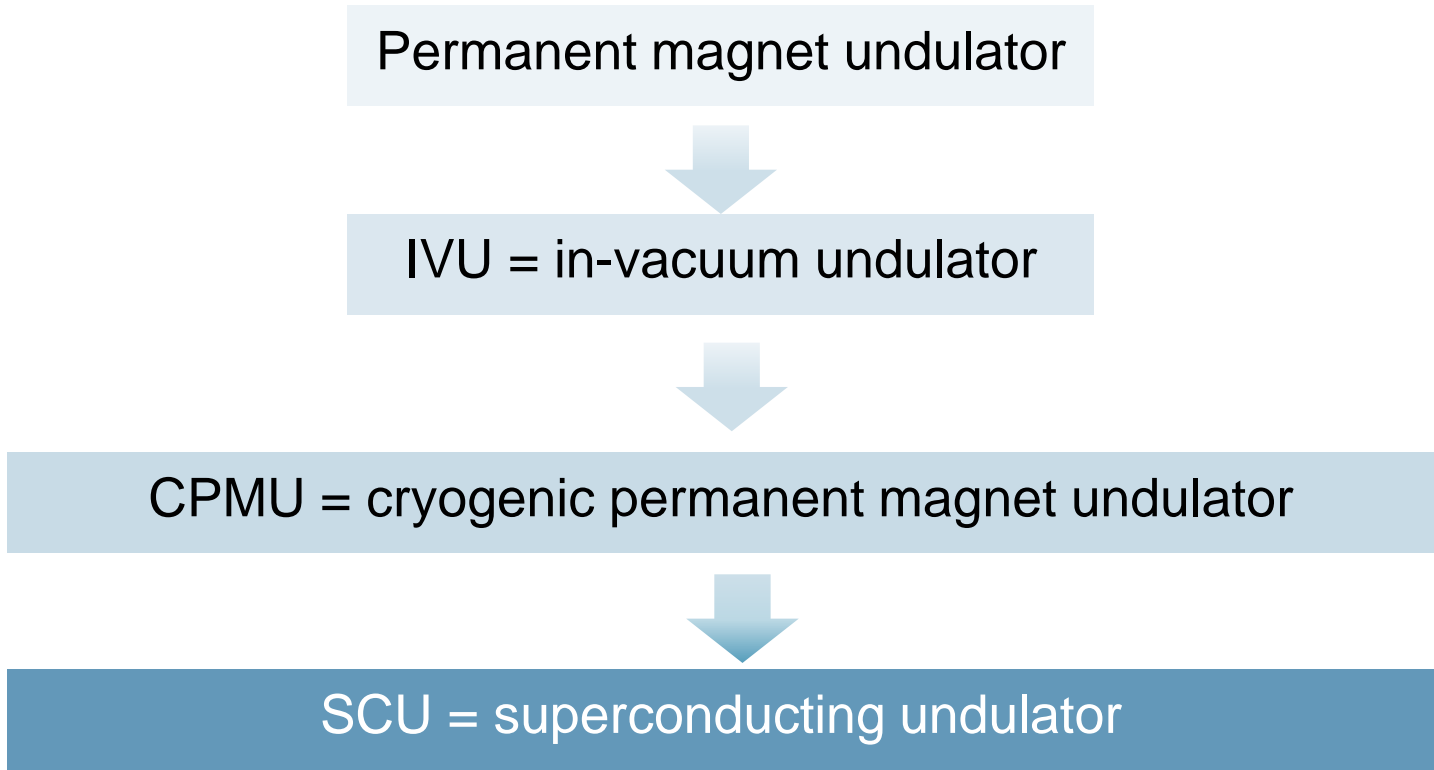 Permanent magnet undulator
IVU = in-vacuum undulator
CPMU = cryogenic permanent magnet undulator
SCU = superconducting undulator